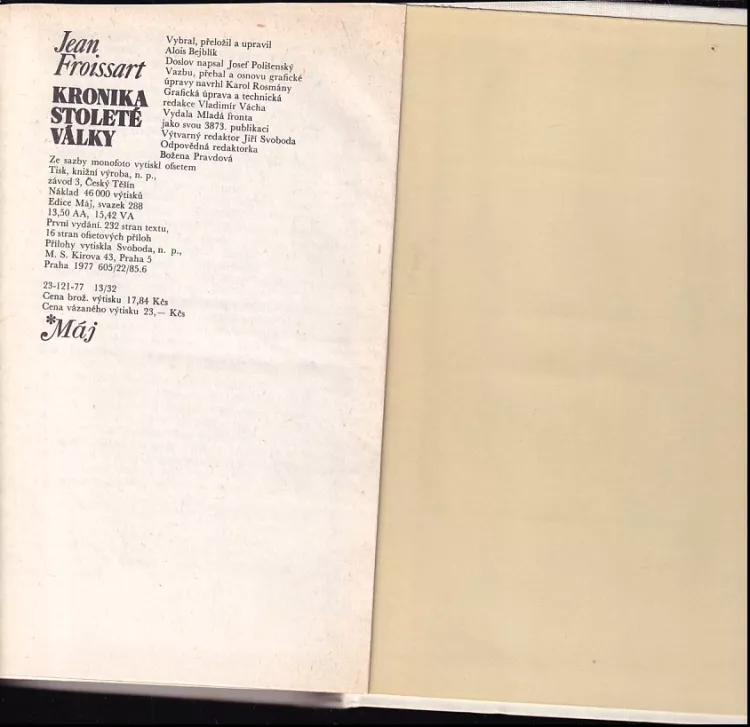 Jean
Froissart
KRONIKA
STOLETÉ
VÁLKY
Vybral, přeložil a upravil
Alois Bejblík
Doslov napsal Josef Polišenský
Vazbu, přebal a osnovu grafické
úpravy navrhl Karol Rosmány
Grafická úprava a technická
redakce Vladimír Vácha
Vydala Mladá fronta
jako svou 3873. publikaci
Výtvarný redaktor Jiří Svoboda
Odpovědná redaktorka
Božena Pravdová
Ze sazby monofoto vytiskl ofsetem
Tisk, knižní výroba, n. p.,
závod 3, Český Těšín
Náklad 46 000 výtisků
Edice Máj, svazek 288
13,50 AA, 15,42 VA
První vydání. 232 stran textu,
16 stran ofsetových příloh
Přílohy vytiskla Svoboda, n. p.,
M. S. Kirova 43, Praha 5
Praha 1977 605/22/85.6
23-121-77 13/32
Cena brož. výtisku 17,84 Kčs
Cena vázaného výtisku 23,— Kčs
*Máj